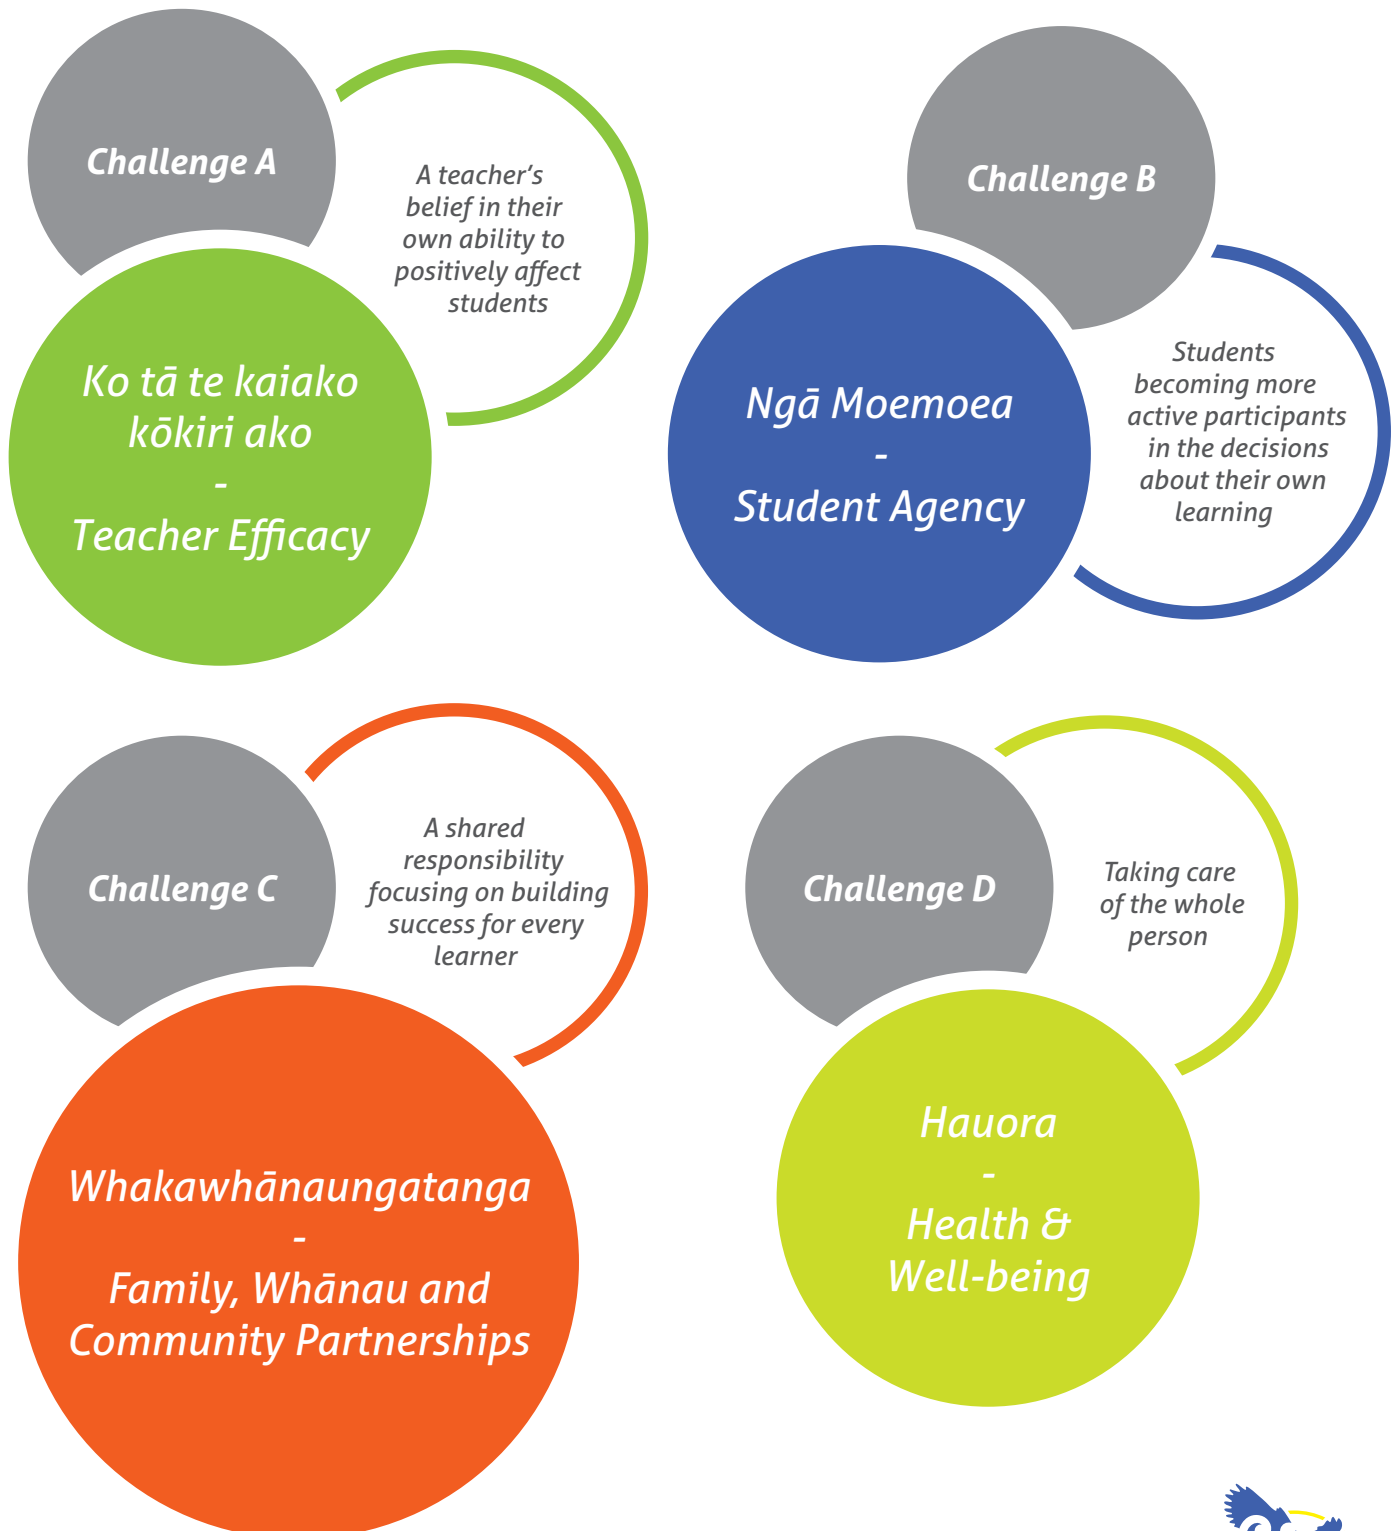 Challenge A
A teacher's
belief in their
own ability to
positively affect
students
Ko tā te kaiako
kōkiri ako
-
Teacher Efficacy
Challenge B
Students
becoming more
active participants
in the decisions
about their own
learning
Ngā Moemoea
-
Student Agency
Challenge C
A shared
responsibility
focusing on building
success for every
learner
Whakawhānaungatanga
-
Family, Whānau and
Community Partnerships
Challenge D
Taking care
of the whole
person
Hauora
-
Health &
Well-being